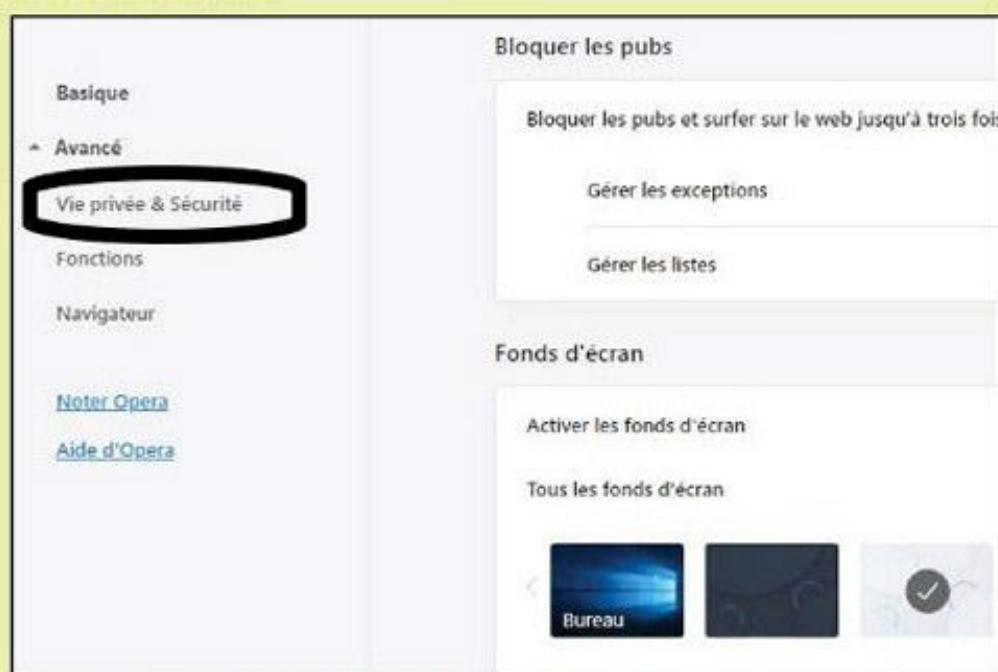 Basique
Avancé
Vie privée & Sécurité
Fonctions
Navigateur
Noter Opera
Aide d'Opera
Bloquer les pubs
Bloquer les pubs et surfer sur le web jusqu'à trois fois
Gérer les exceptions
Gérer les listes
Fonds d'écran
Activer les fonds d'écran
Tous les fonds d'écran
Bureau